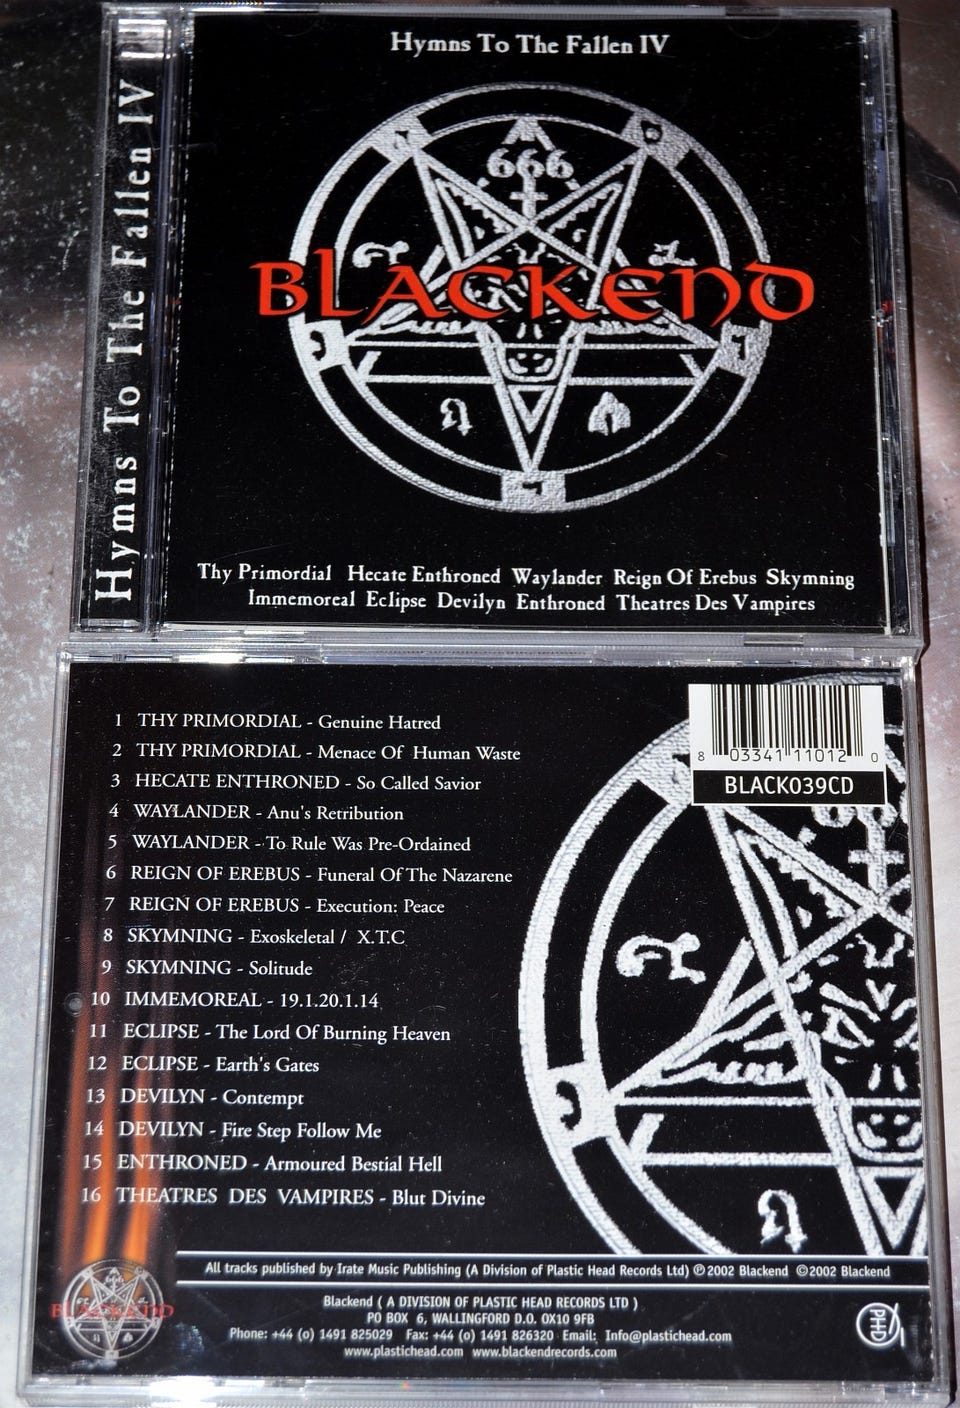 Hymns To The Fallen IV
Hymns To The Fallen IV
666
BLACKEND
Thy Primordial Hecate Enthroned Waylander Reign Of Erebus Skymning
Immemoreal Eclipse Devilyn Enthroned Theatres Des Vampires
1 THY PRIMORDIAL - Genuine Hatred
2 THY PRIMORDIAL - Menace Of Human Waste
3 HECATE ENTHRONED - So Called Savior
4 WAYLANDER - Anu's Retribution
5 WAYLANDER - To Rule Was Pre-Ordained
6 REIGN OF EREBUS - Funeral Of The Nazarene
7 REIGN OF EREBUS - Execution: Peace
8 SKYMNING - Exoskeletal / X.T.C
9 SKYMNING - Solitude
10 IMMEMOREAL - 19.1.20.1.14
11 ECLIPSE - The Lord Of Burning Heaven
12 ECLIPSE - Earth's Gates
13 DEVILYN - Contempt
14 DEVILYN - Fire Step Follow Me
15 ENTHRONED - Armoured Bestial Hell
16 THEATRES DES VAMPIRES - Blut Divine
8 03341 11012 0
BLACK039CD
All tracks published by Irate Music Publishing (A Division of Plastic Head Records Ltd) ℗2002 Blackend ©2002 Blackend
BLACKEND
Blackend ( A DIVISION OF PLASTIC HEAD RECORDS LTD )
PO BOX 6, WALLINGFORD D.O. OX10 9FB
Phone: +44 (0) 1491 825029 Fax: +44 (0) 1491 826320 Email: Info@plastichead.com
www.plastichead.com www.blackendrecords.com
PHD